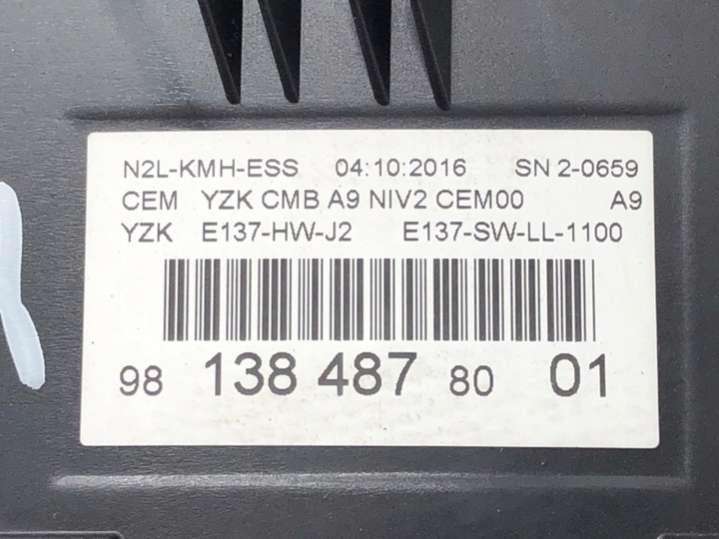 N2L-KMH-ESS 04:10:2016 SN 2-0659
CEM YZK CMB A9 NIV2 CEM00 A9
YZK E137-HW-J2 E137-SW-LL-1100
98 138 487 80 01